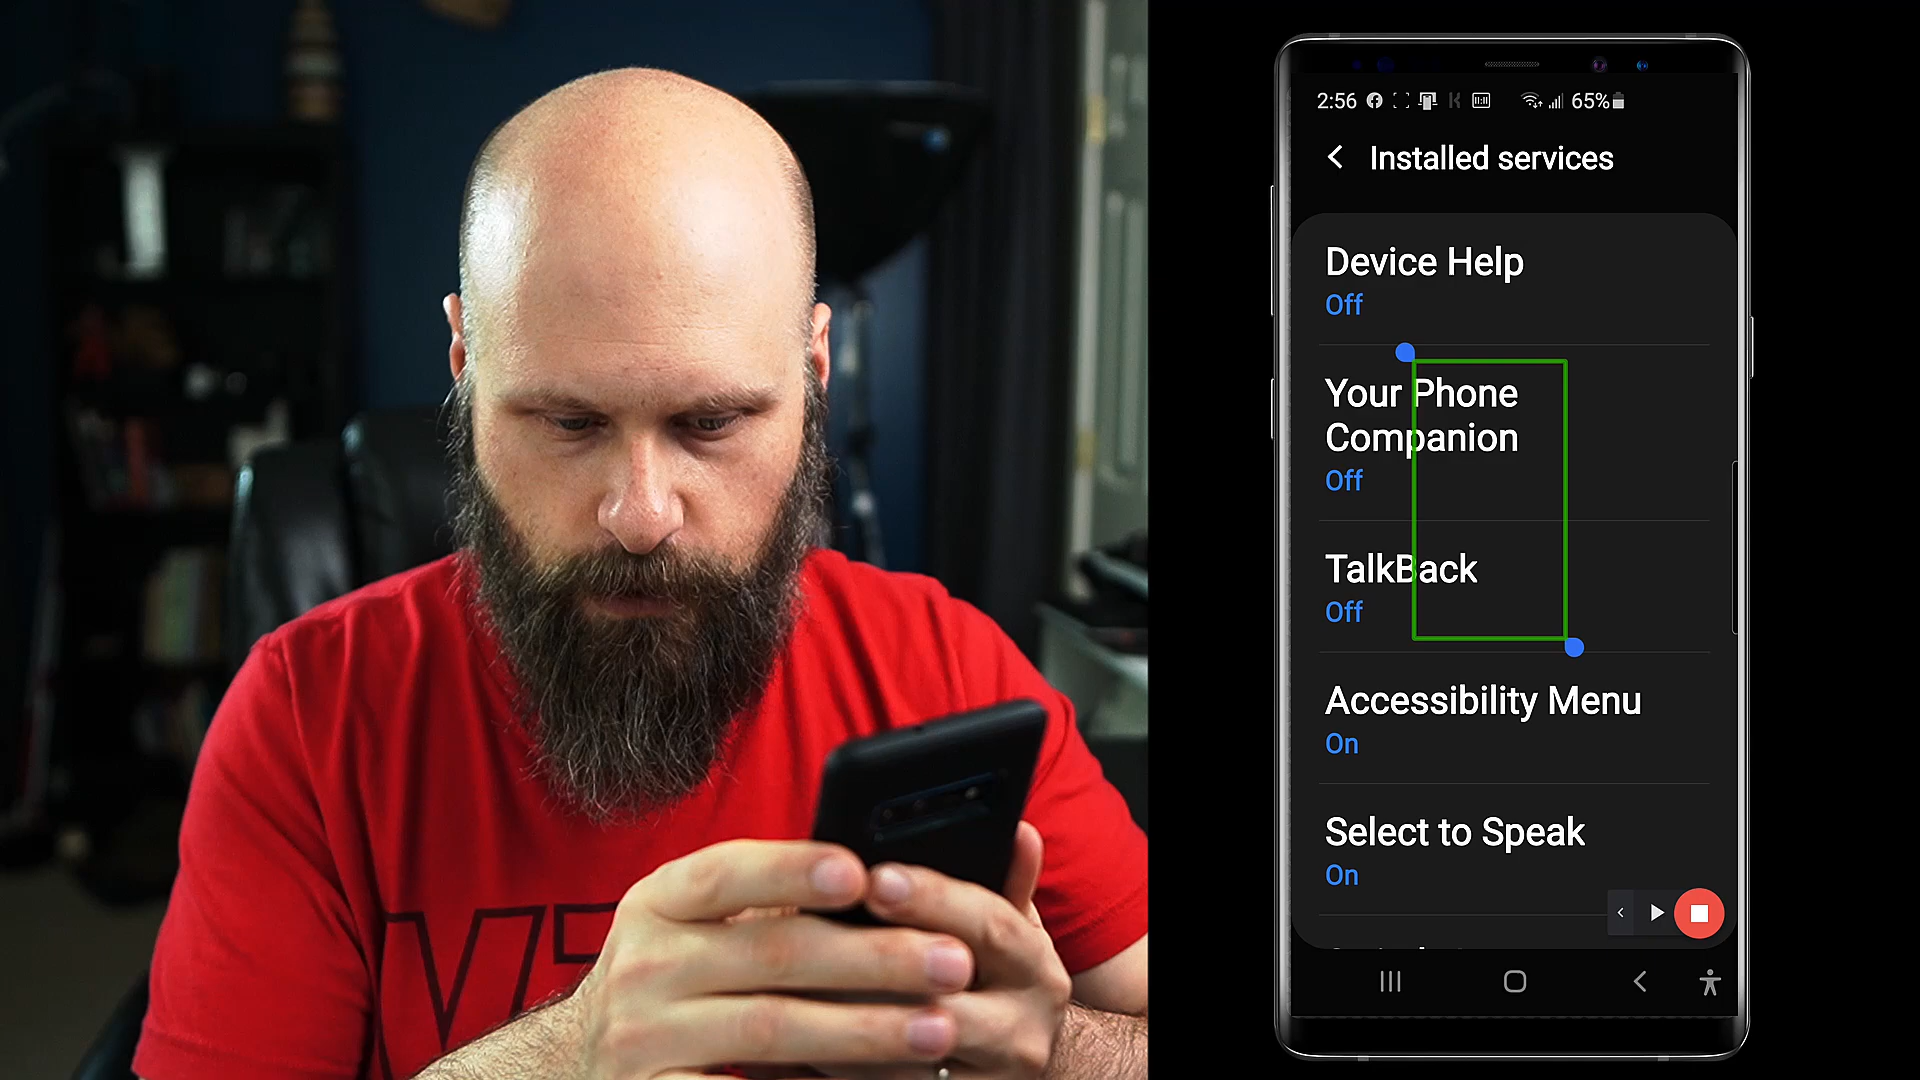 2:56 65%
Installed services
Device Help
Off
Your Phone
Companion
Off
TalkBack
Off
Accessibility Menu
On
Select to Speak
On